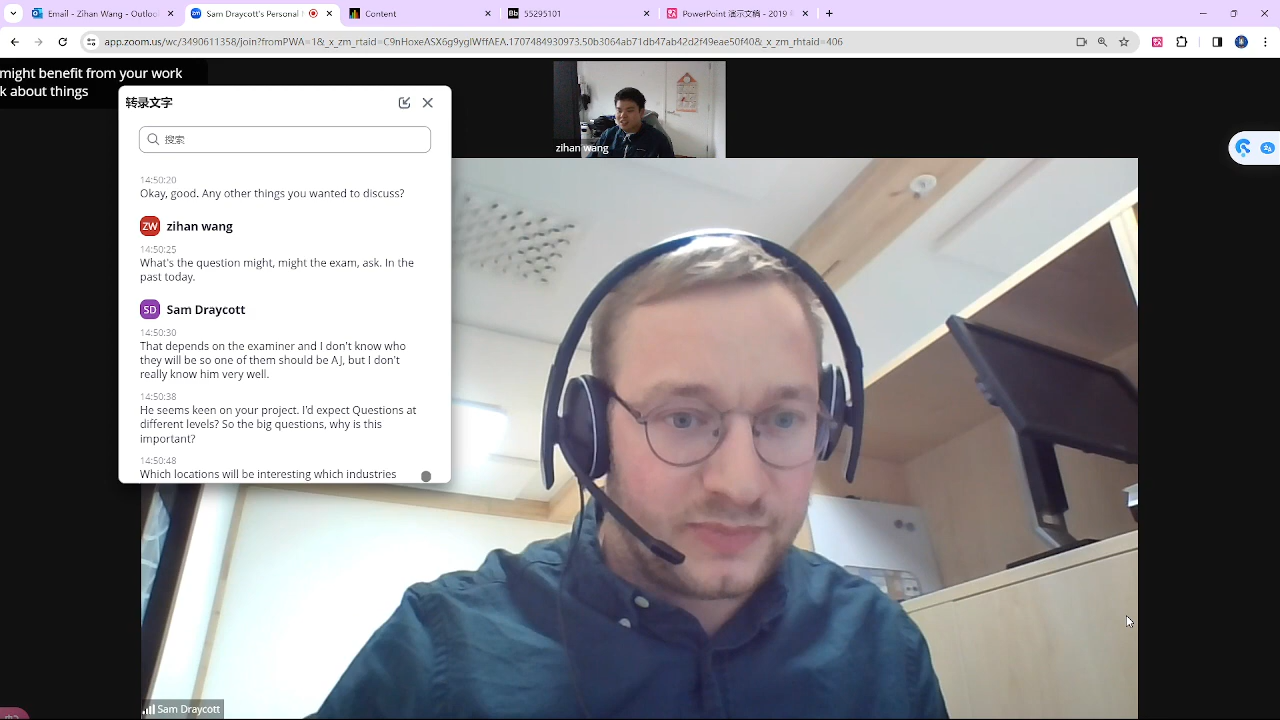 Email - Zihan Wang - Outlool
Sam Draycott's Personal
Content
55295101
PowerPoint 演示文稿 - 2019
app.zoom.us/wc/3490611358/join?fromPWA=1&_x_zm_rtaid=C9nHoxeASX6g9yglWffAEA.1707484930973.50b3064ab71db47ab42d2f49eae50f40&_x_zm_rhtaid=406
might benefit from your work
k about things
转录文字
搜索
14:50:20
Okay, good. Any other things you wanted to discuss?
ZW zihan wang
14:50:25
What's the question might, might the exam, ask. In the
past today.
SD Sam Draycott
14:50:30
That depends on the examiner and I don't know who
they will be so one of them should be AJ, but I don't
really know him very well.
14:50:38
He seems keen on your project. I'd expect Questions at
different levels? So the big questions, why is this
important?
14:50:48
Which locations will be interesting which industries
zihan wang
Sam Draycott